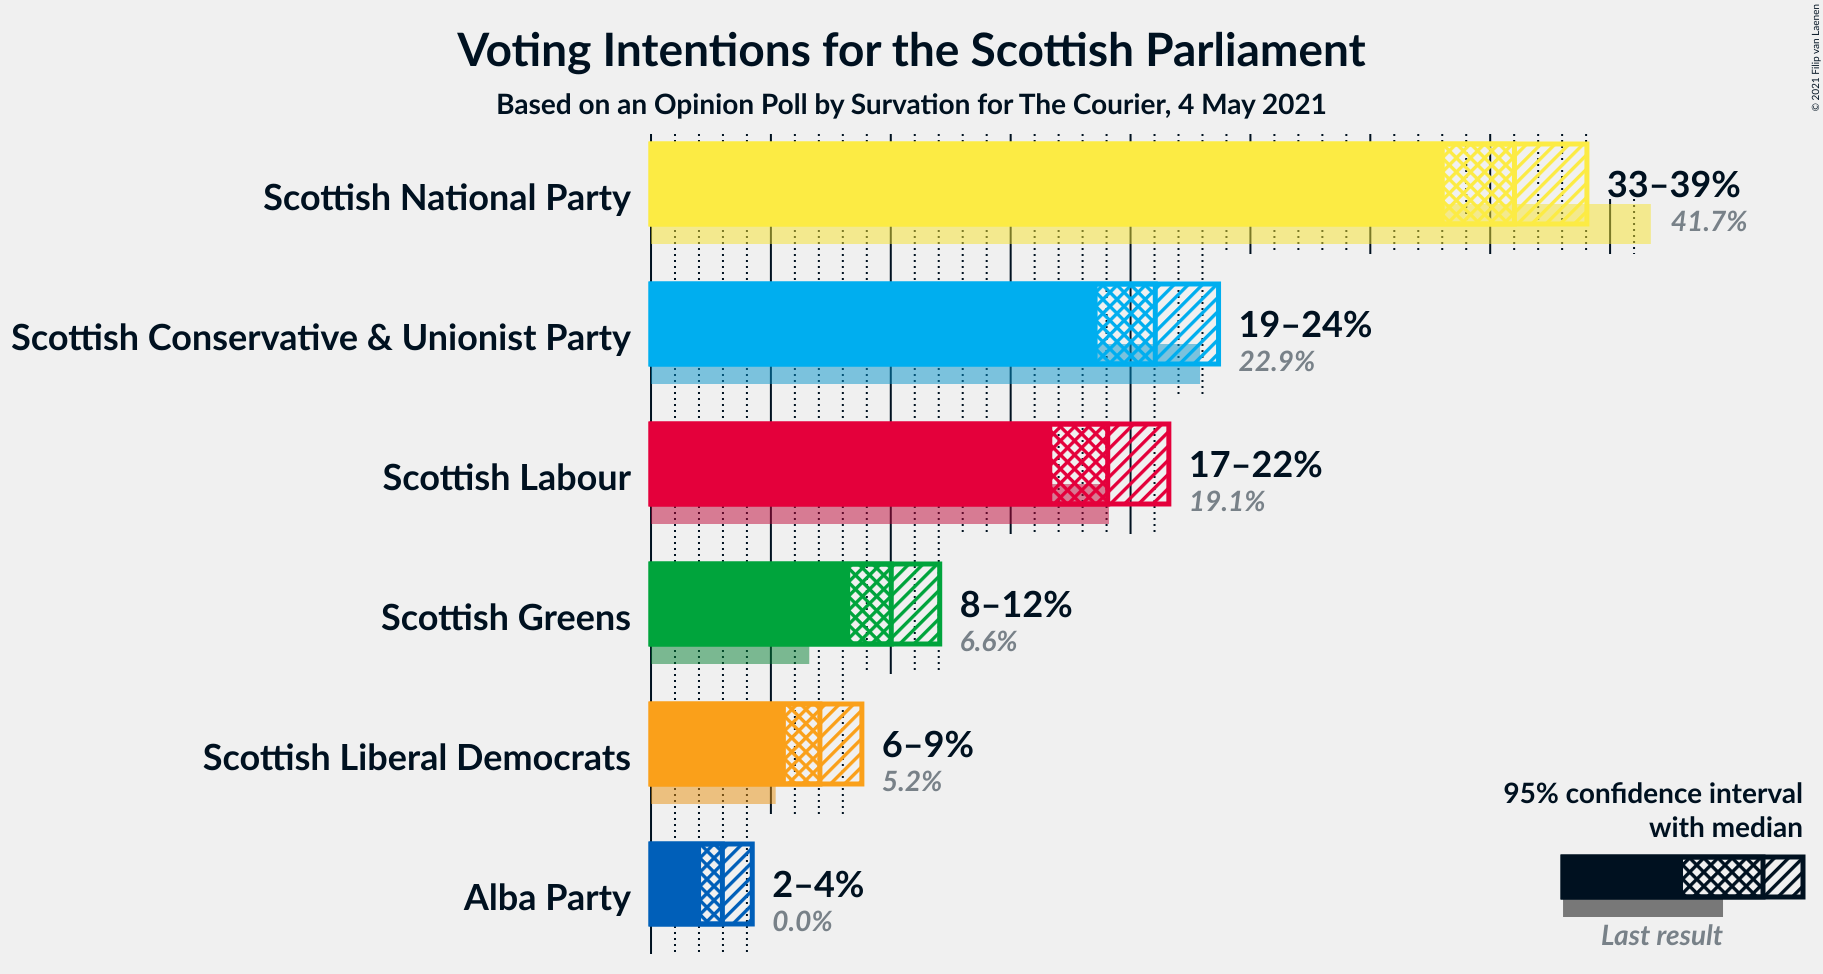 Voting Intentions for the Scottish Parliament
Based on an Opinion Poll by Survation for The Courier, 4 May 2021
© 2021 Filip van Laenen
Scottish National Party
33–39%
41.7%
Scottish Conservative & Unionist Party
19–24%
22.9%
Scottish Labour
17–22%
19.1%
Scottish Greens
8–12%
6.6%
Scottish Liberal Democrats
6–9%
5.2%
Alba Party
2–4%
0.0%
95% confidence interval
with median
Last result